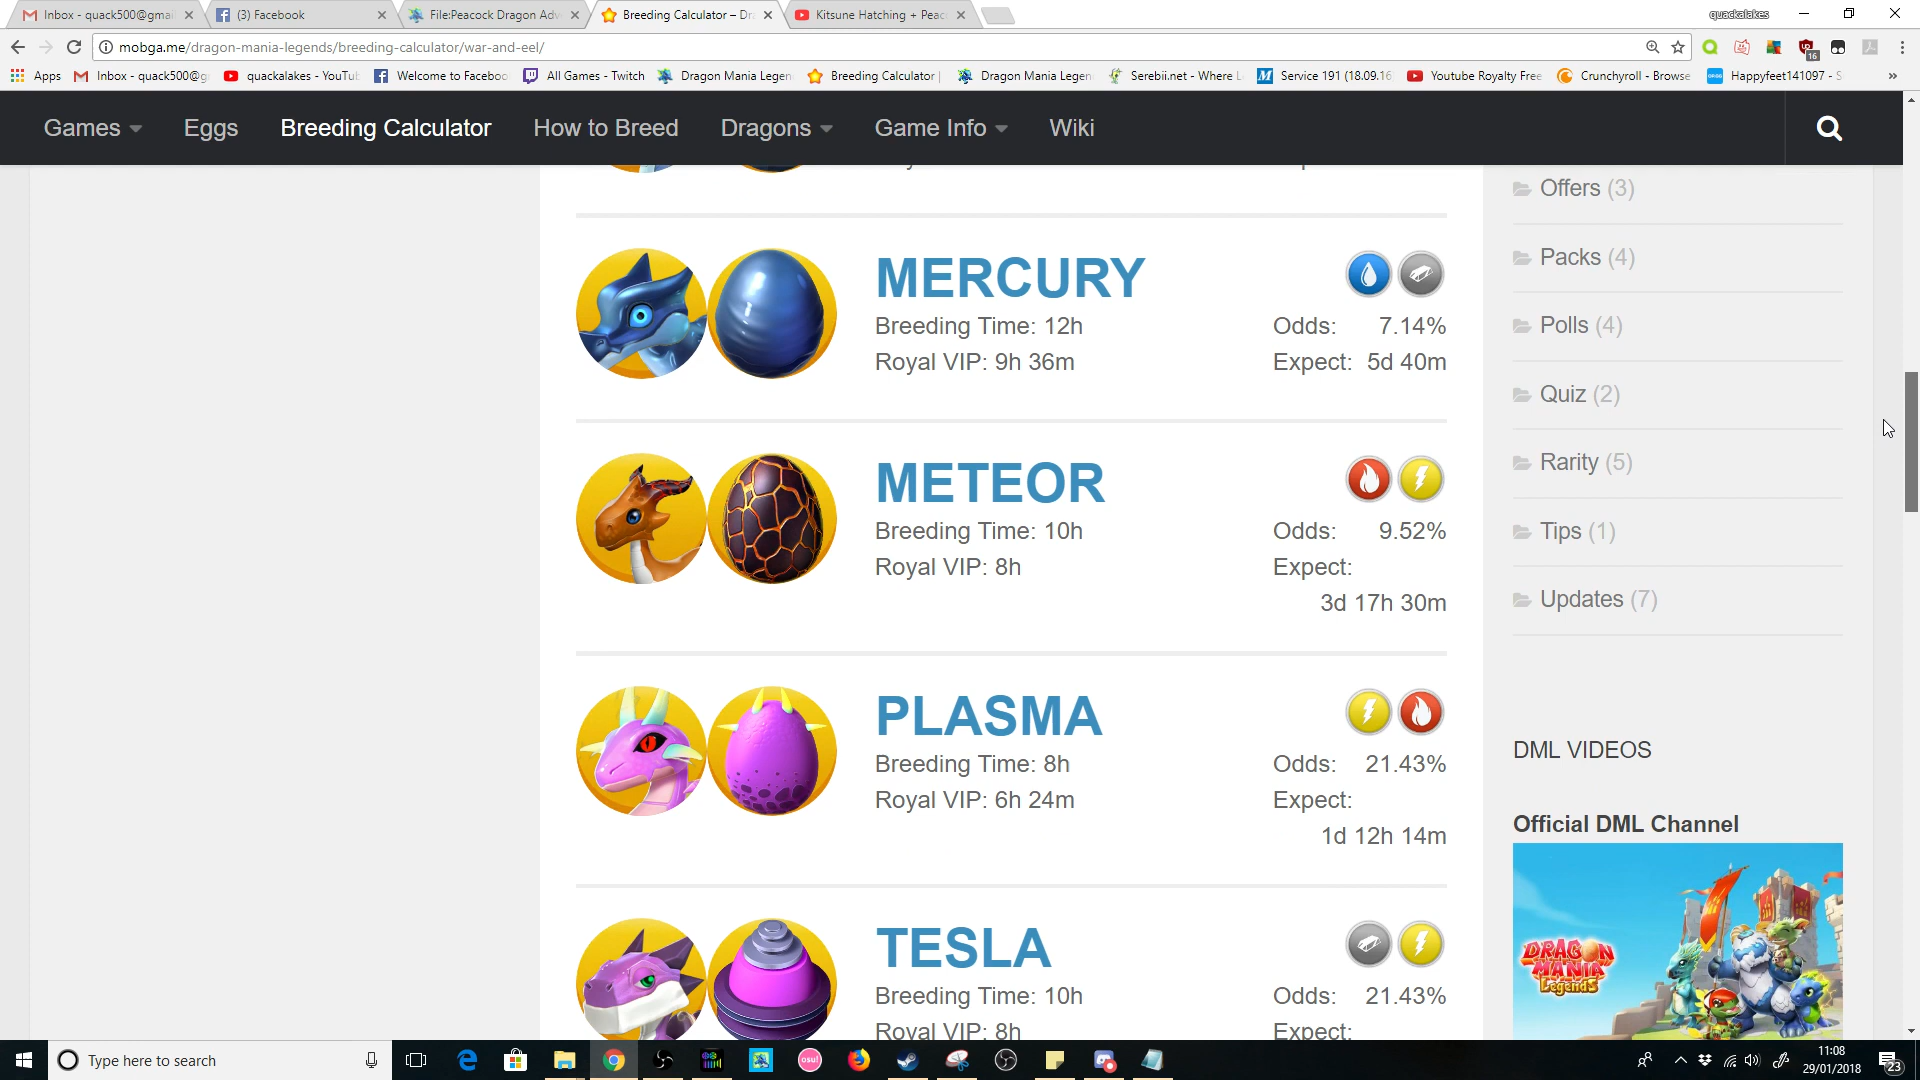 Inbox - quack500@gmai
(3) Facebook
File:Peacock Dragon Adv
Breeding Calculator – Dra
Kitsune Hatching + Peac
quackalakes
mobga.me/dragon-mania-legends/breeding-calculator/war-and-eel/
16
Apps
Inbox - quack500@g
quackalakes - YouTu
Welcome to Faceboo
All Games - Twitch
Dragon Mania Legen
Breeding Calculator |
Dragon Mania Legen
Serebii.net - Where L
Service 191 (18.09.16
Youtube Royalty Free
Crunchyroll - Browse
Happyfeet141097 - S
»
Games
Eggs
Breeding Calculator
How to Breed
Dragons
Game Info
Wiki
MERCURY
Breeding Time: 12h
Royal VIP: 9h 36m
Odds: 7.14%
Expect: 5d 40m
METEOR
Breeding Time: 10h
Royal VIP: 8h
Odds: 9.52%
Expect:
3d 17h 30m
PLASMA
Breeding Time: 8h
Royal VIP: 6h 24m
Odds: 21.43%
Expect:
1d 12h 14m
TESLA
Breeding Time: 10h
Royal VIP: 8h
Odds: 21.43%
Expect:
Offers (3)
Packs (4)
Polls (4)
Quiz (2)
Rarity (5)
Tips (1)
Updates (7)
DML VIDEOS
Official DML Channel
DRAGON
MANIA
Legends
Type here to search
osu!
11:08
29/01/2018
23